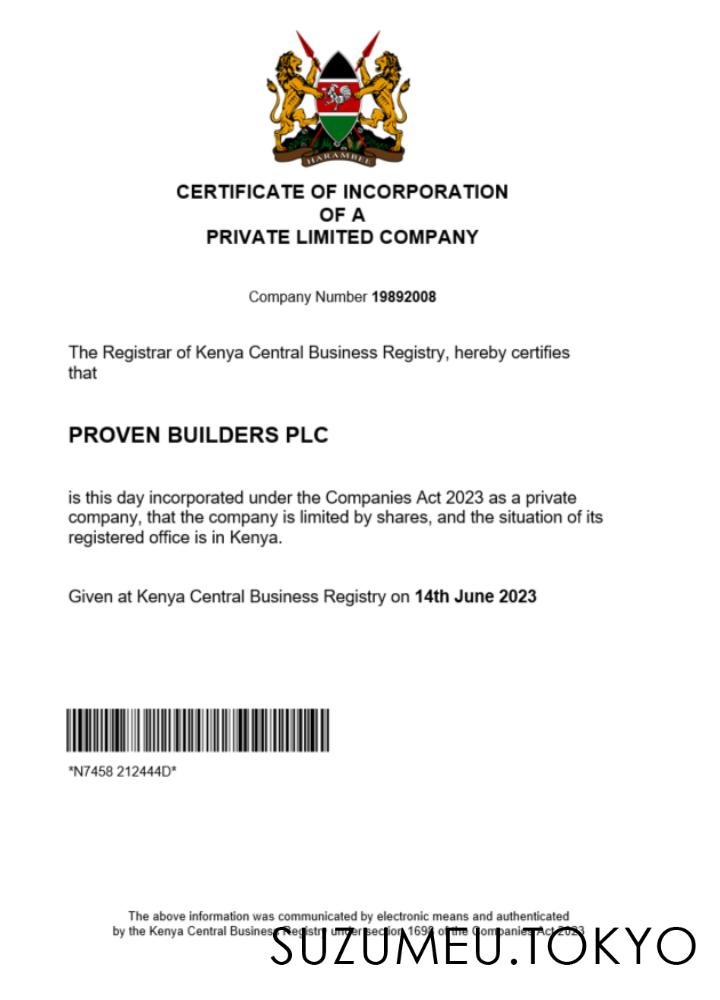 HARAMBEE
CERTIFICATE OF INCORPORATION
OF A
PRIVATE LIMITED COMPANY
Company Number 19892008
The Registrar of Kenya Central Business Registry, hereby certifies
that
PROVEN BUILDERS PLC
is this day incorporated under the Companies Act 2023 as a private
company, that the company is limited by shares, and the situation of its
registered office is in Kenya.
Given at Kenya Central Business Registry on 14th June 2023
*N7458 212444D*
The above information was communicated by electronic means and authenticated
by the Kenya Central Business Registry under section of the Companies Act 2023
SUZUMEU.TOKYO